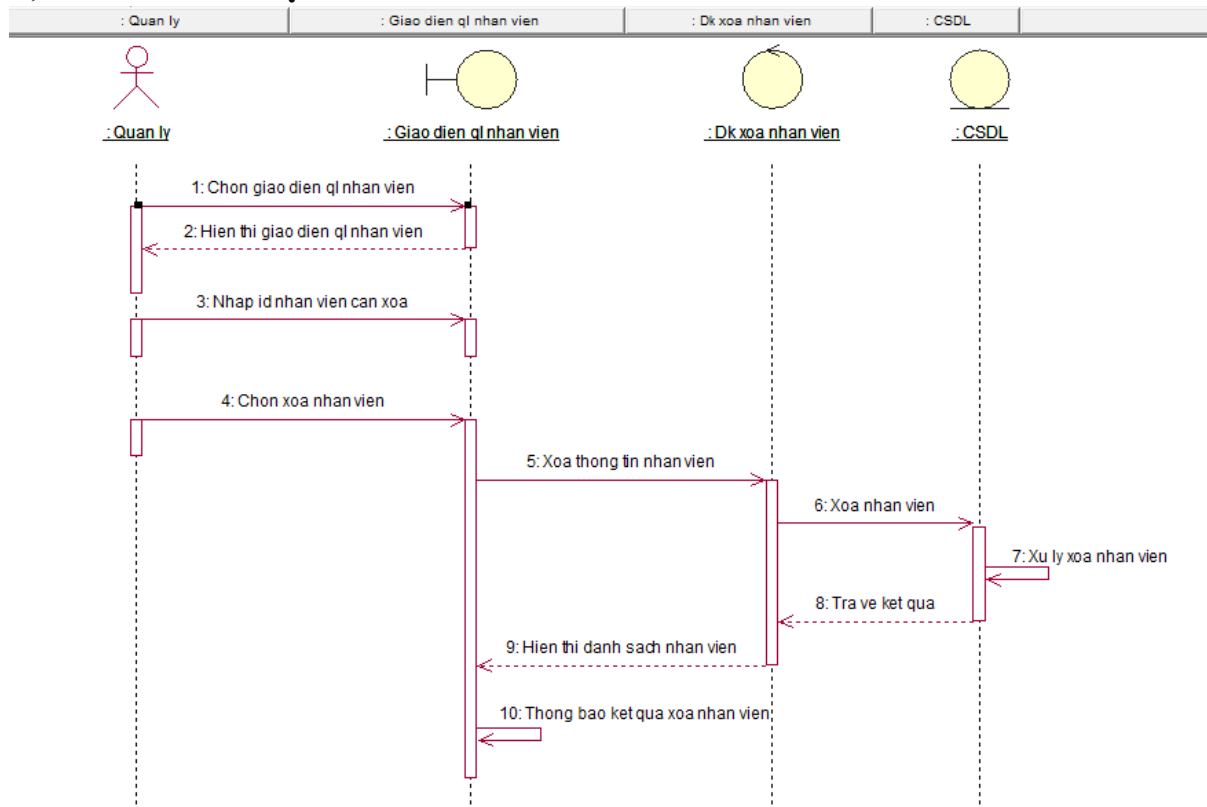 : Quan ly
: Giao dien ql nhan vien
: Dk xoa nhan vien
: CSDL
: Quan ly
: Giao dien ql nhan vien
: Dk xoa nhan vien
: CSDL
1: Chon giao dien ql nhan vien
2: Hien thi giao dien ql nhan vien
3: Nhap id nhan vien can xoa
4: Chon xoa nhan vien
5: Xoa thong tin nhan vien
6: Xoa nhan vien
7: Xu ly xoa nhan vien
8: Tra ve ket qua
9: Hien thi danh sach nhan vien
10: Thong bao ket qua xoa nhan vien